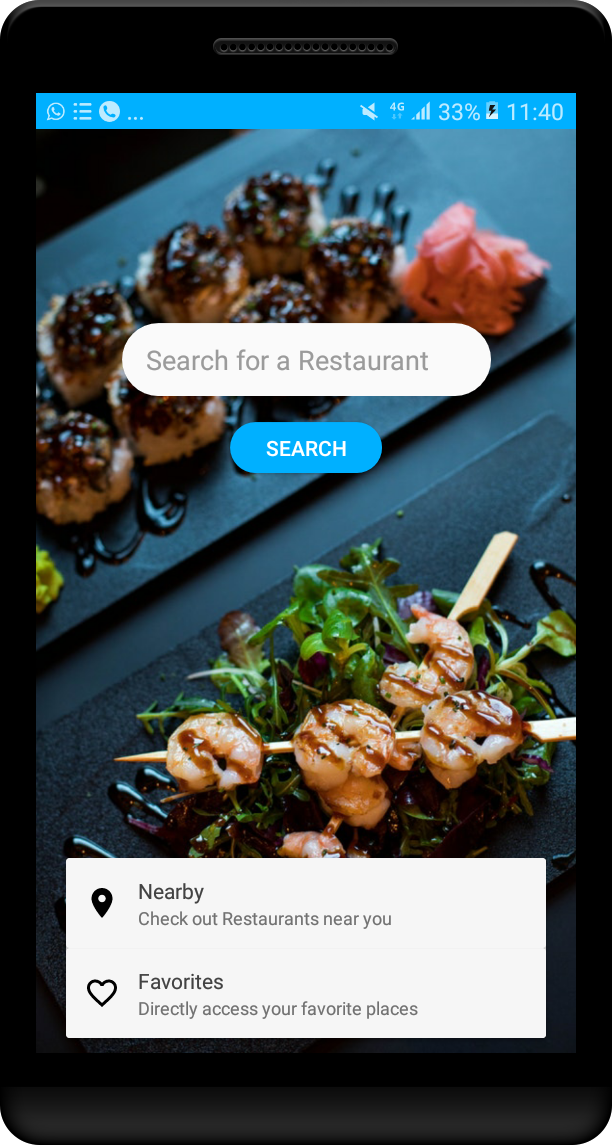 ... 4G 33% 11:40
Search for a Restaurant
SEARCH
Nearby
Check out Restaurants near you
Favorites
Directly access your favorite places